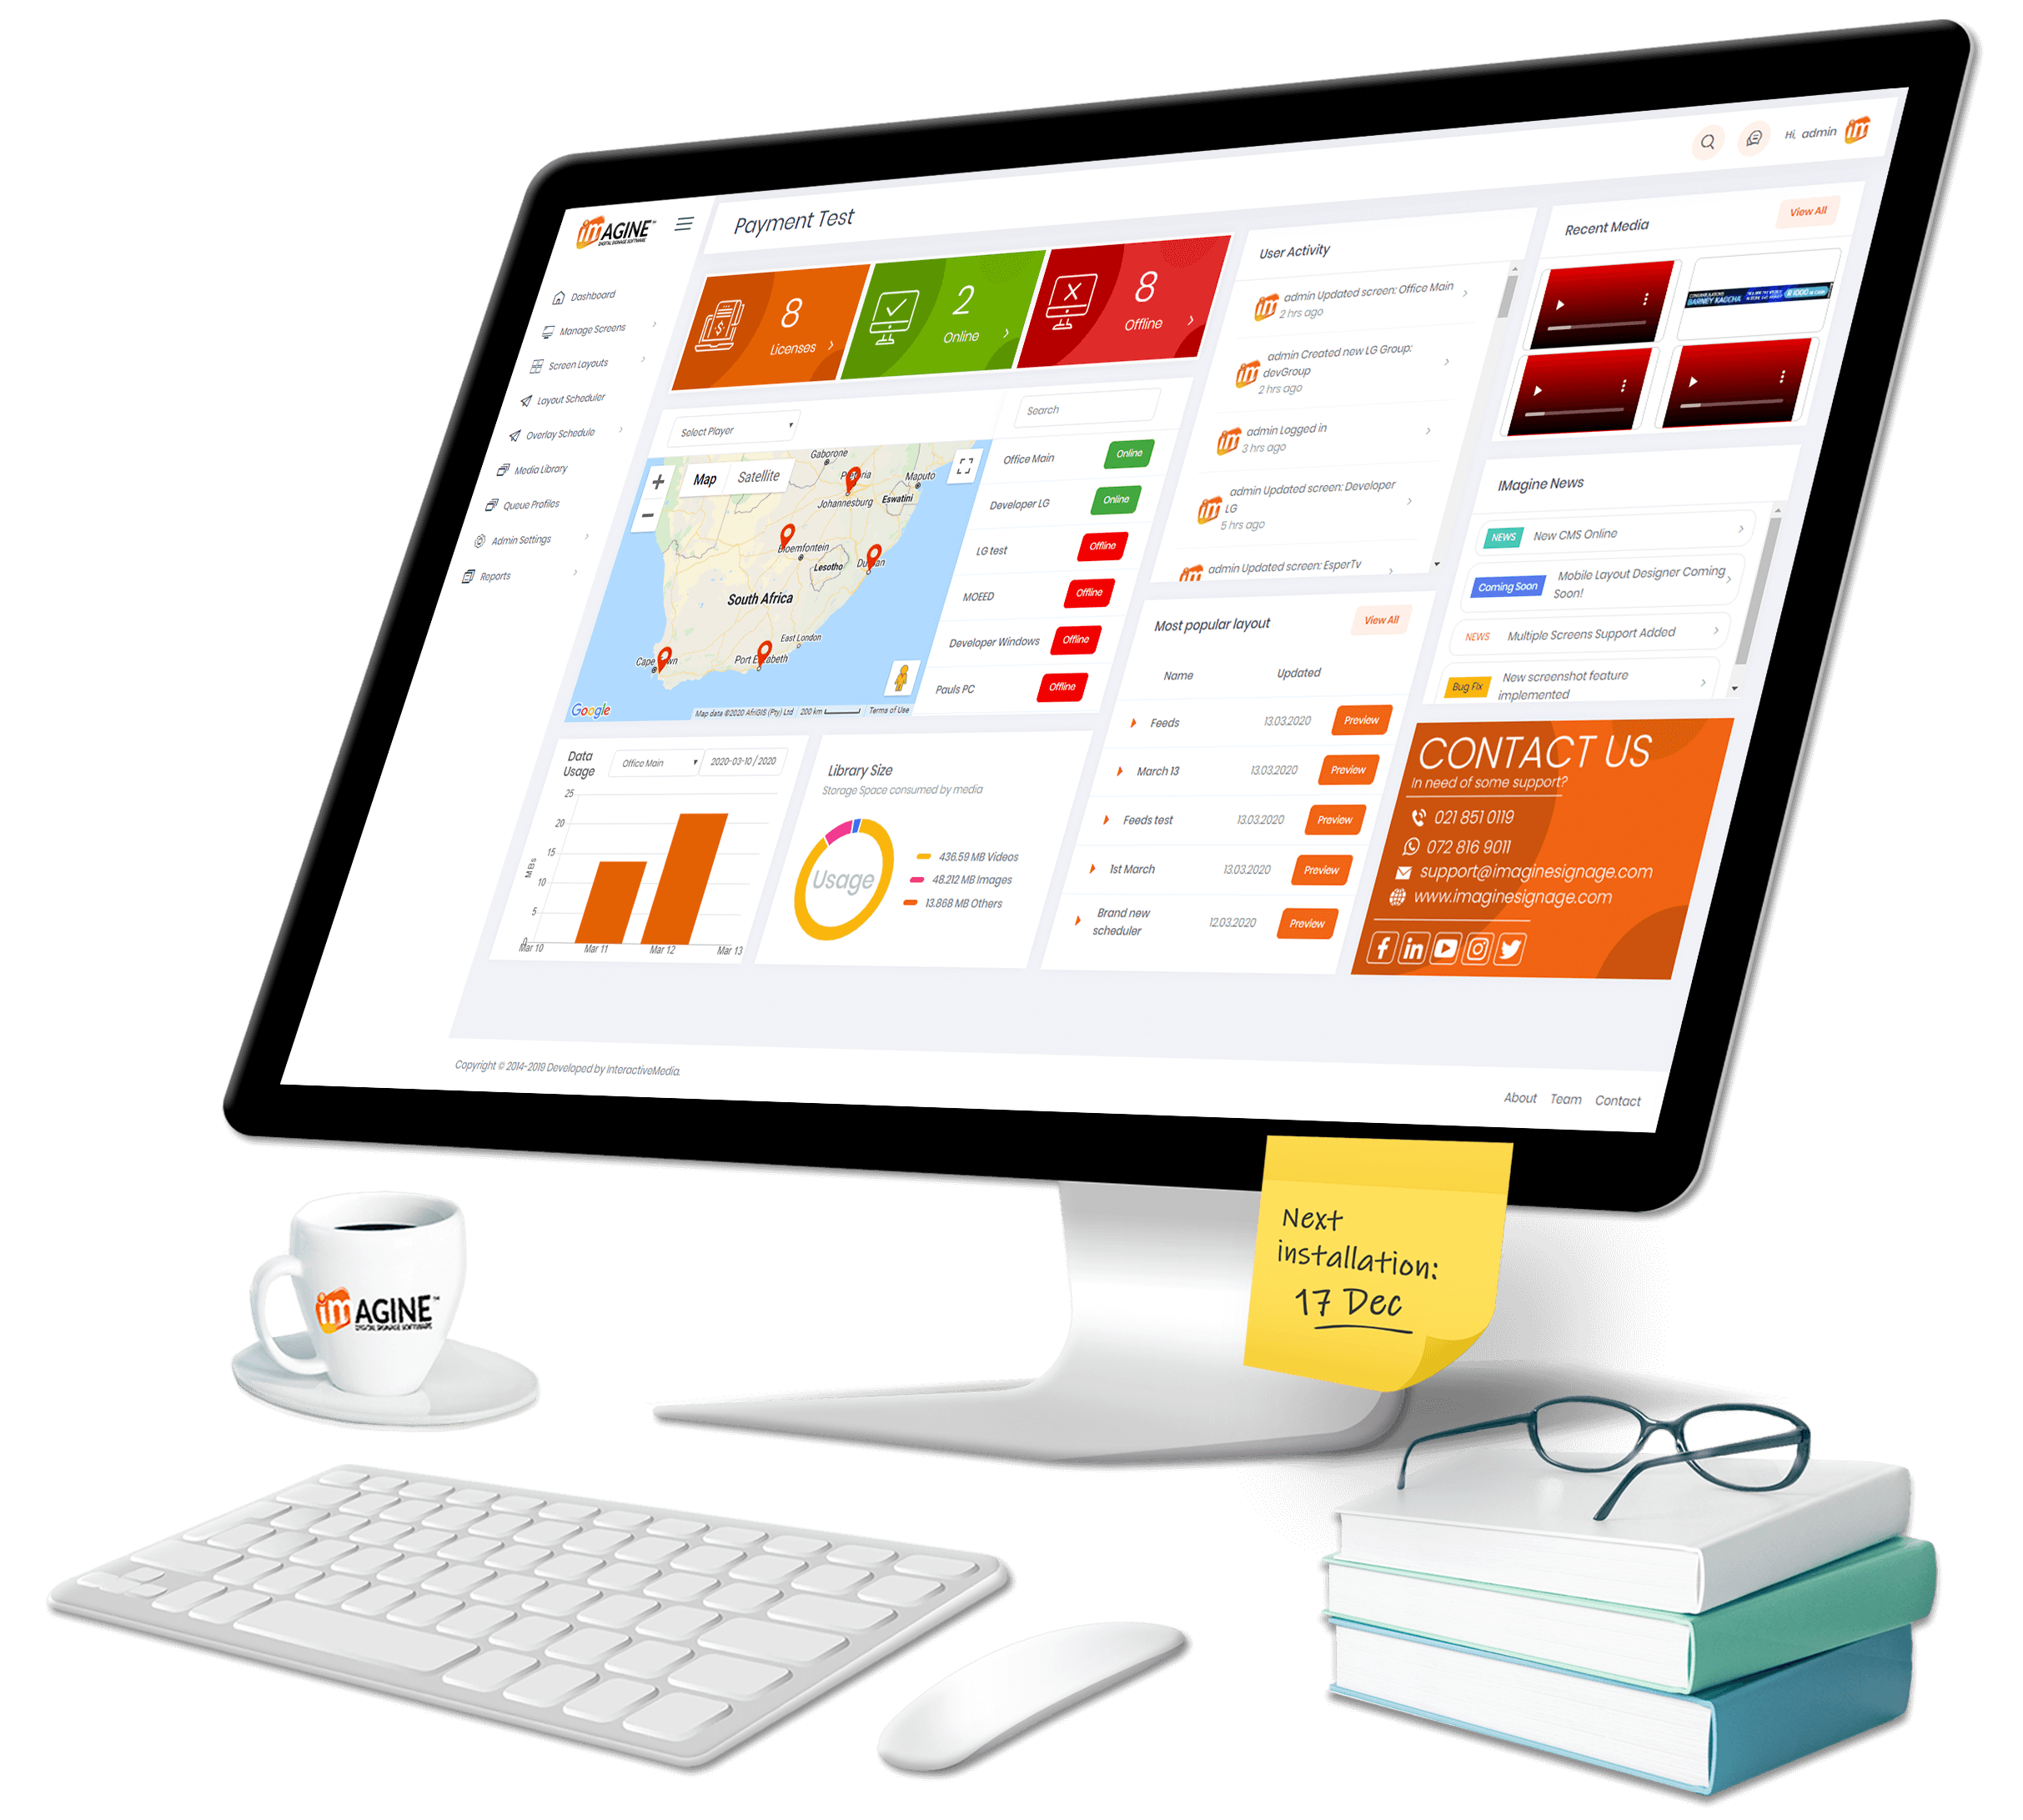 imAGINE™
DIGITAL SIGNAGE SOFTWARE
Payment Test
Hi, admin
im
Dashboard
Manage Screens
Screen Layouts
Layout Scheduler
Overlay Schedule
Media Library
Queue Profiles
Admin Settings
Reports
8
Licenses
2
Online
8
Offline
Select Player
Search
Map
Satellite
Gaborone
Johannesburg
Maputo
Eswatini
Bloemfontein
Lesotho
South Africa
East London
Google
Map data ©2020 AfriGIS (Pty) Ltd
200 km
Terms of Use
Office Main
Online
Developer LG
Online
LG test
Offline
MOEED
Offline
Developer Windows
Offline
Pauls PC
Offline
User Activity
admin Updated screen: Office Main
2 hrs ago
admin Created new LG Group:
devGroup
2 hrs ago
admin Logged in
3 hrs ago
admin Updated screen: Developer
LG
5 hrs ago
admin Updated screen: EsperTv
Recent Media
View All
BARNEY KAGCHA
R1000
IMagine News
NEWS
New CMS Online
Coming Soon
Mobile Layout Designer Coming
Soon!
NEWS
Multiple Screens Support Added
Bug Fix
New screenshot feature
implemented
Data
Usage
Office Main
2020-03-10 / 2020
MBs
25
20
15
10
5
0
Mar 10
Mar 11
Mar 12
Mar 13
Library Size
Storage Space consumed by media
Usage
436.59 MB Videos
48.212 MB Images
13.868 MB Others
Most popular layout
View All
Name
Updated
Feeds
13.03.2020
Preview
March 13
13.03.2020
Preview
Feeds test
13.03.2020
Preview
1st March
13.03.2020
Preview
Brand new
scheduler
12.03.2020
Preview
CONTACT US
In need of some support?
021 851 0119
072 816 9011
support@imaginesignage.com
www.imaginesignage.com
Copyright © 2014-2019 Developed by InteractiveMedia.
About
Team
Contact
Next
installation:
17 Dec
imAGINE™
DIGITAL SIGNAGE SOFTWARE